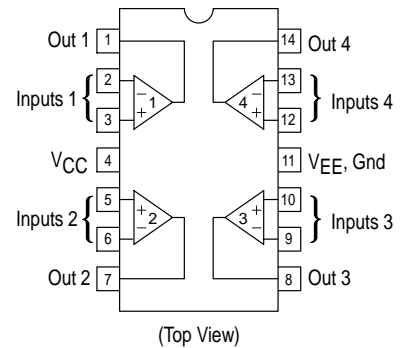 Out 1 1 14 Out 4
2 − − 13
Inputs 1 { 1 4 } Inputs 4
3 + + 12
VCC 4 11 VEE, Gnd
5 + + 10
Inputs 2 { 2 3 } Inputs 3
6 − − 9
Out 2 7 8 Out 3
(Top View)